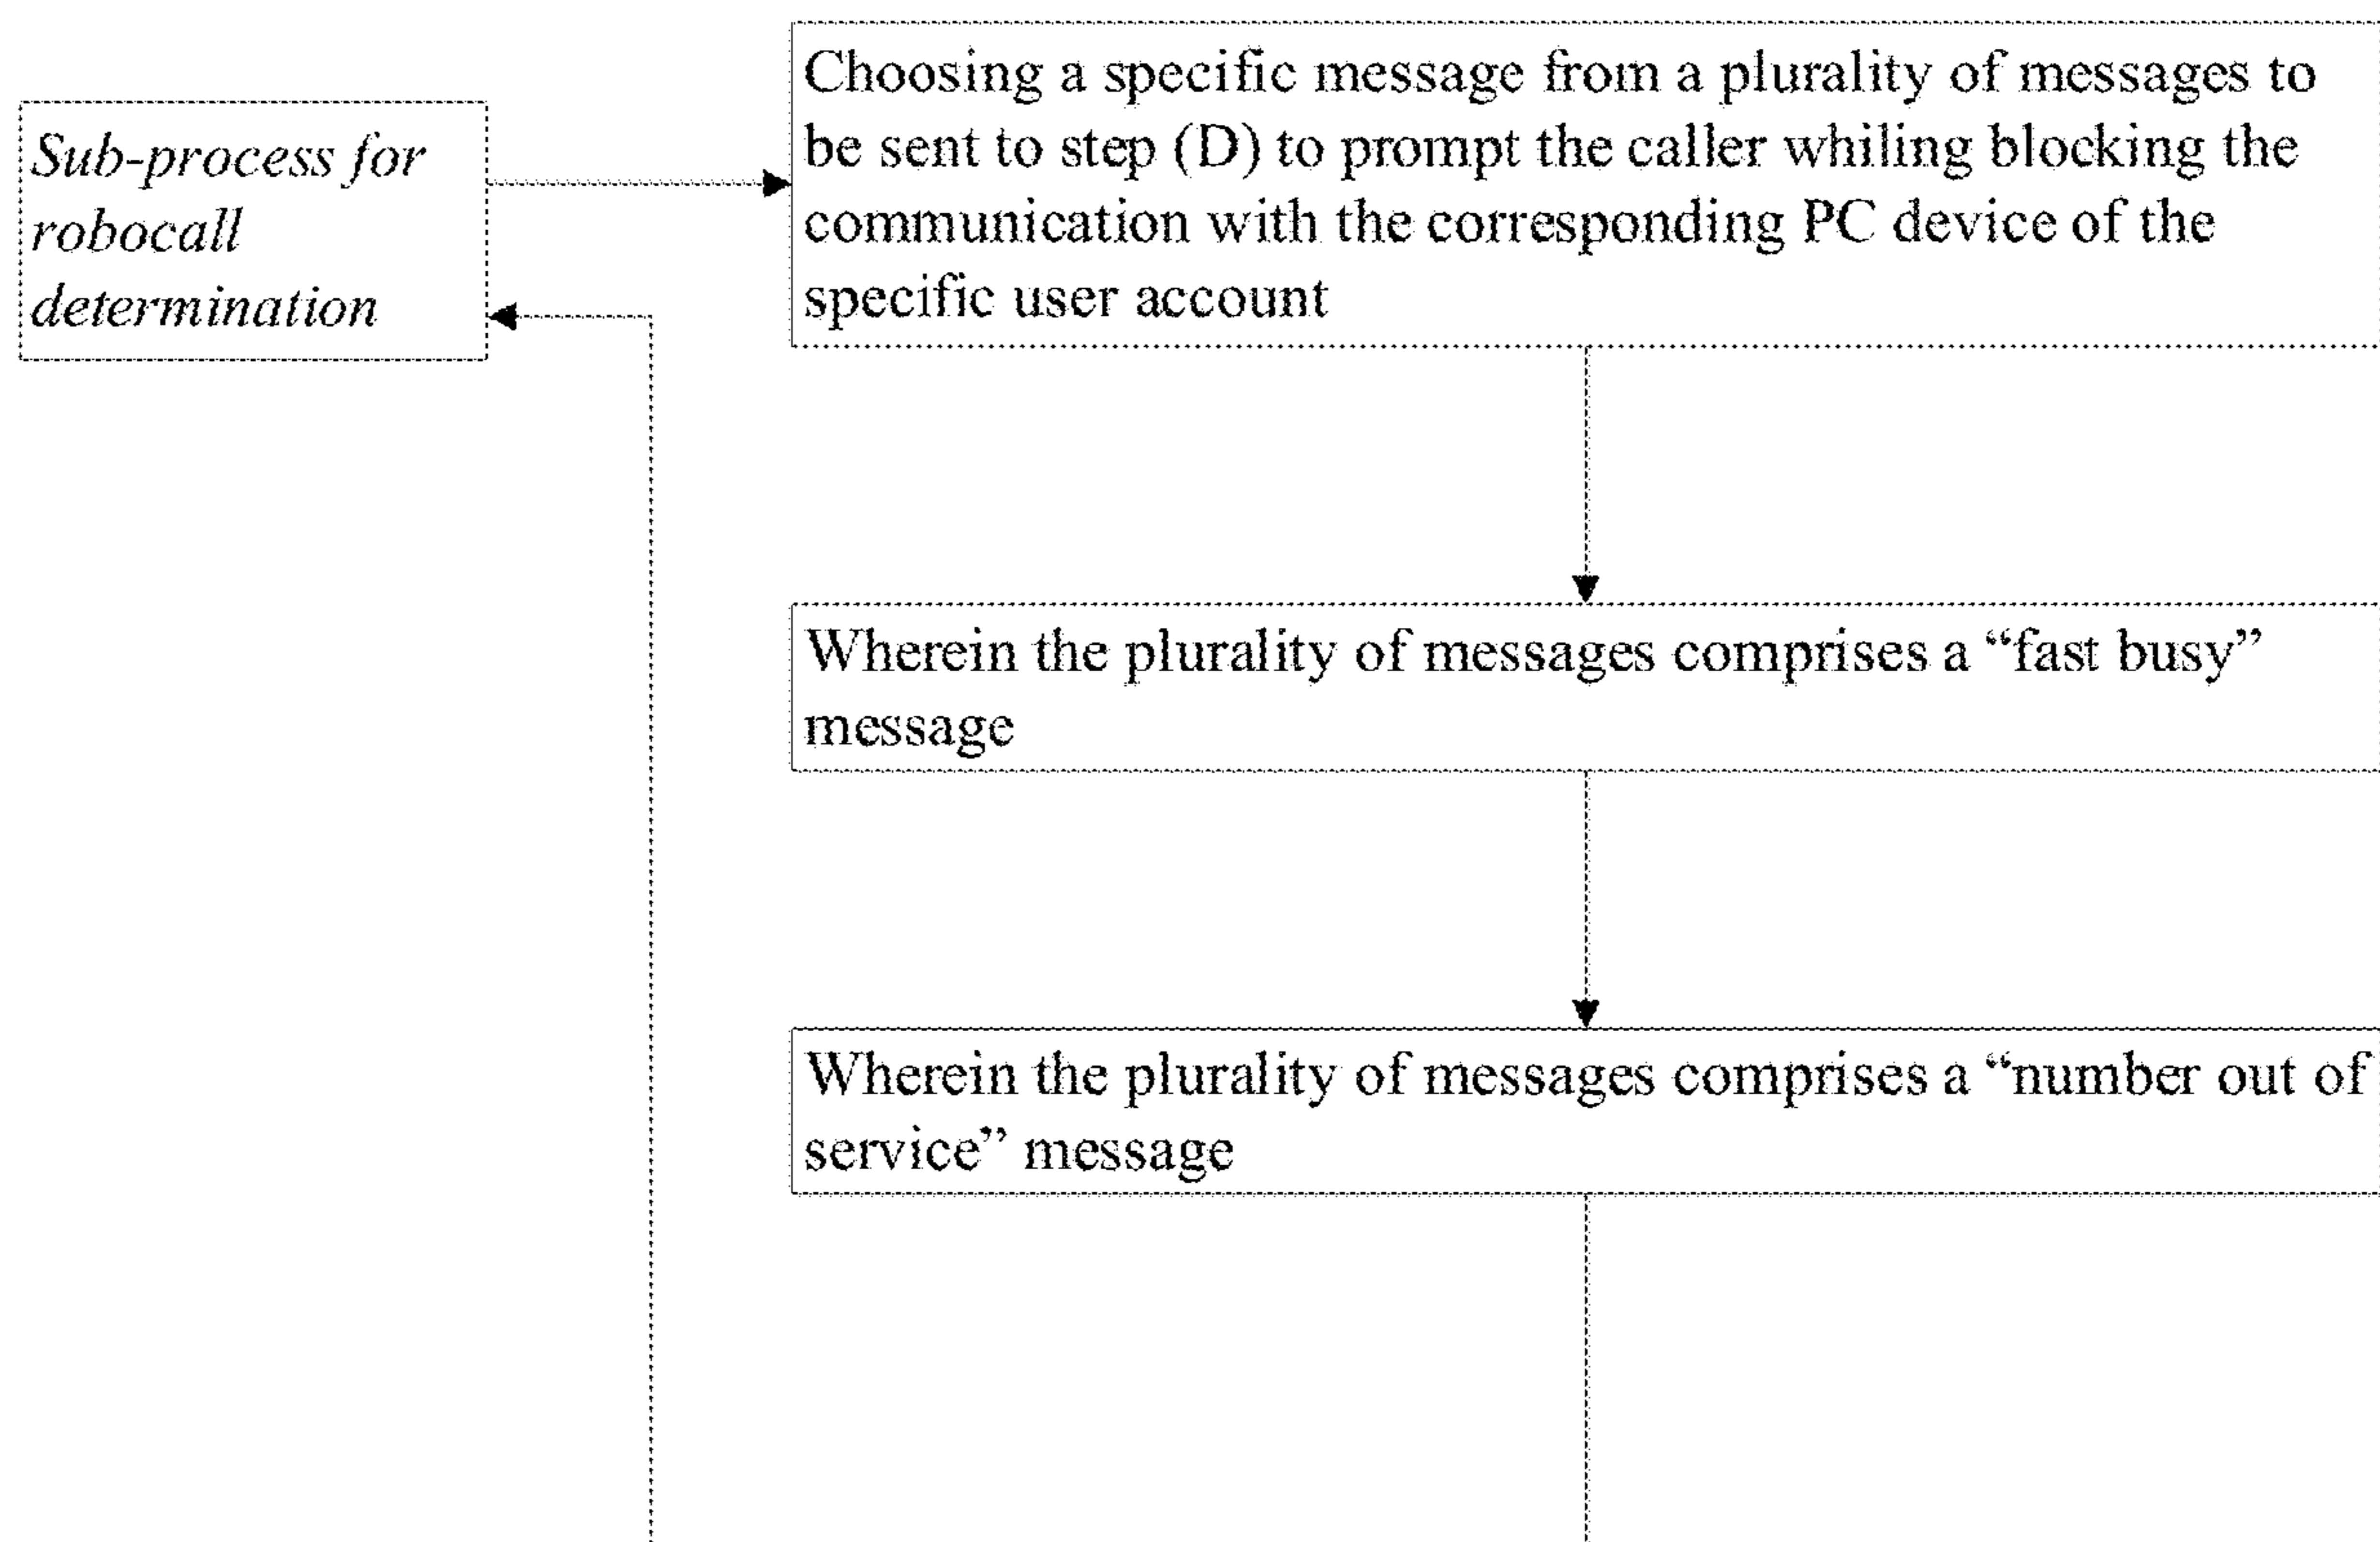 Sub-process for
robocall
determination
Choosing a specific message from a plurality of messages to
be sent to step (D) to prompt the caller whiling blocking the
communication with the corresponding PC device of the
specific user account
Wherein the plurality of messages comprises a “fast busy”
message
Wherein the plurality of messages comprises a “number out of
service” message